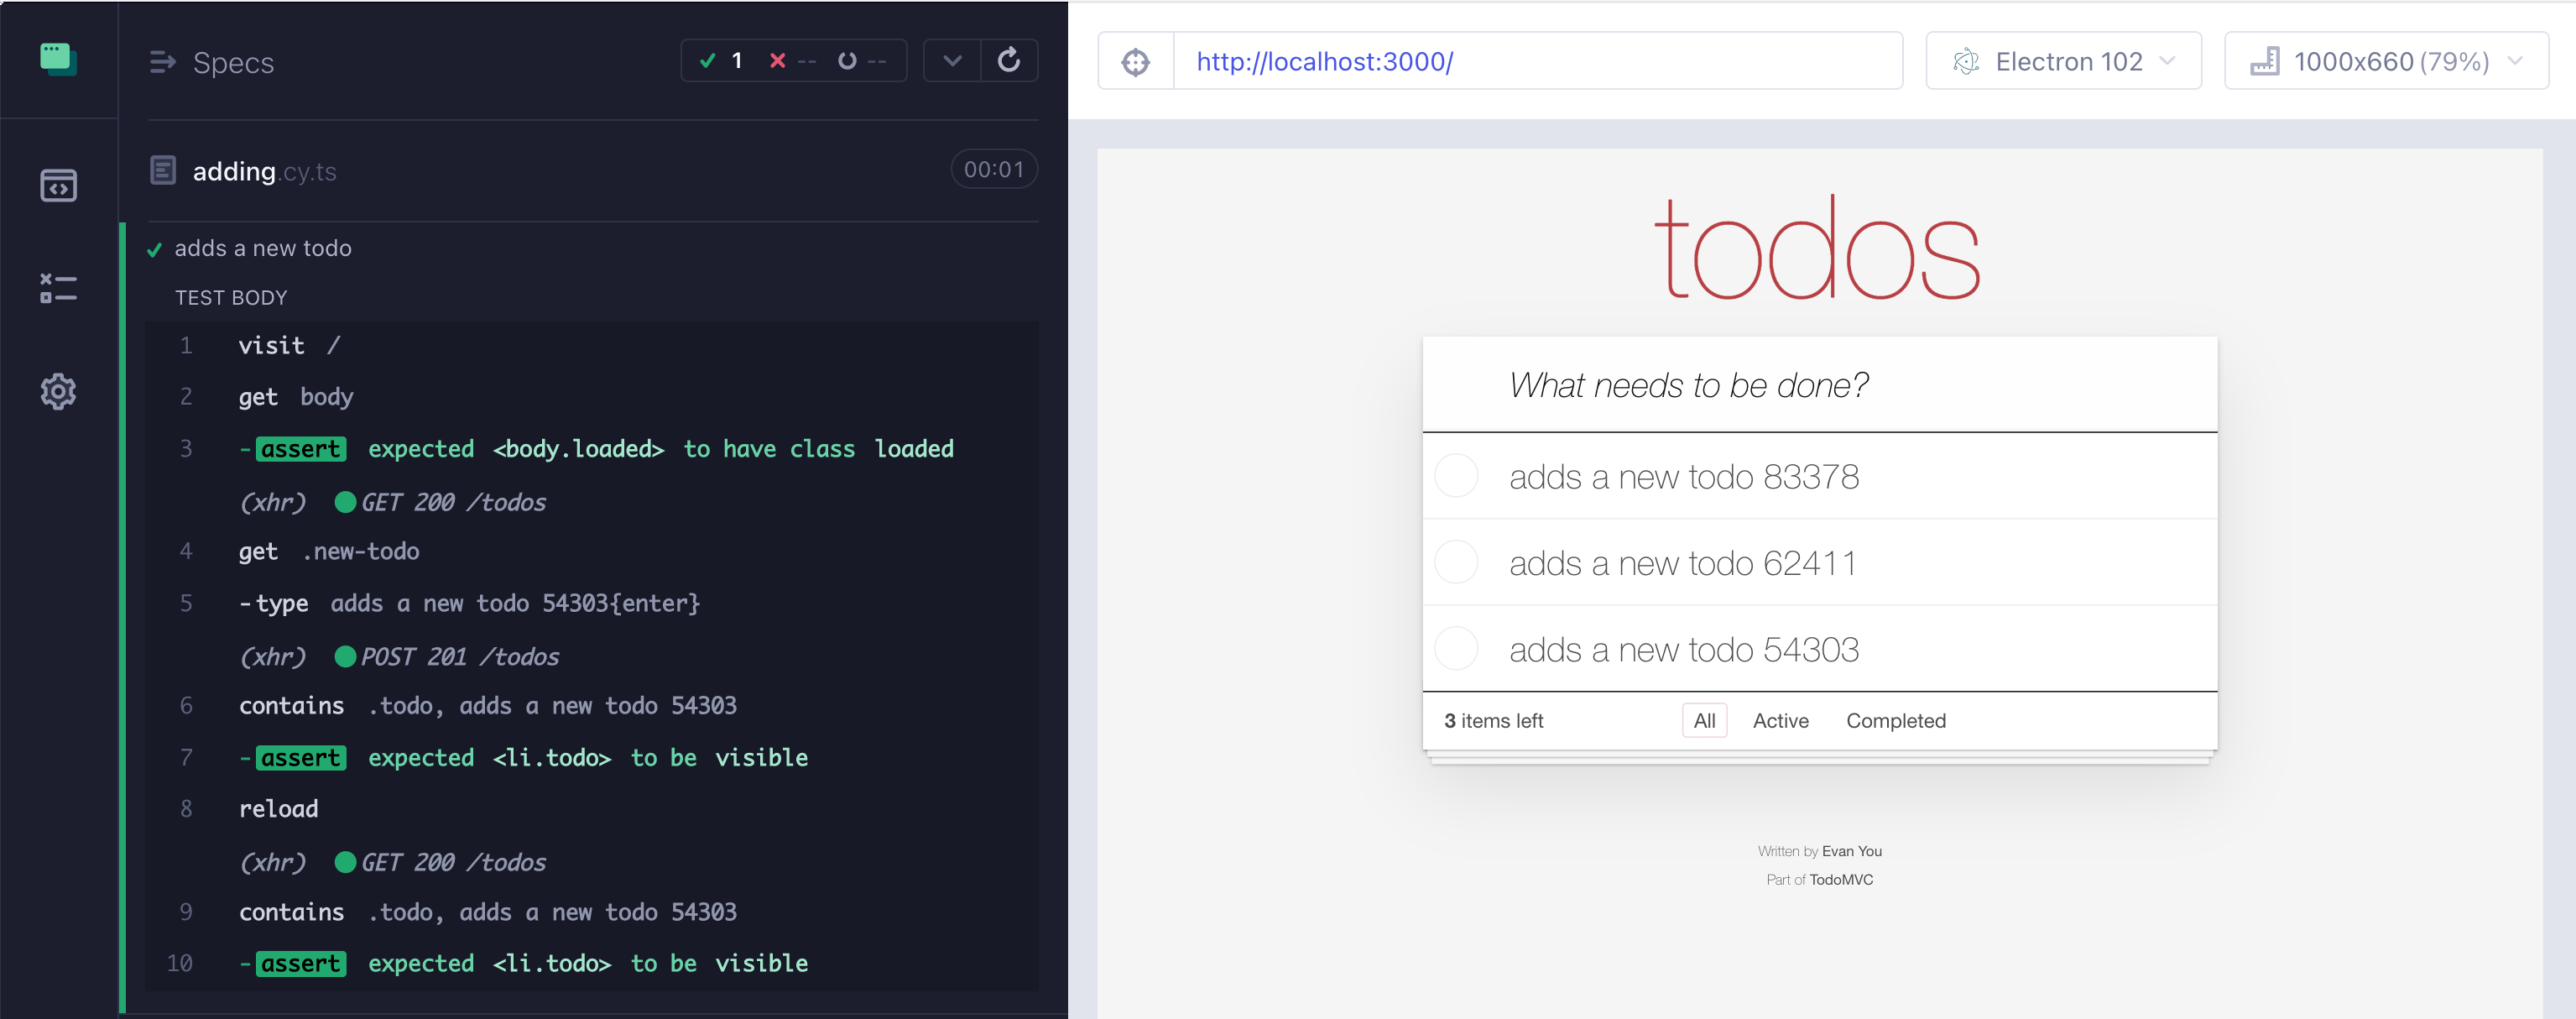 Specs
1 -- --
adding.cy.ts 00:01
adds a new todo
TEST BODY
1 visit /
2 get body
3 -assert expected <body.loaded> to have class loaded
(xhr) GET 200 /todos
4 get .new-todo
5 -type adds a new todo 54303{enter}
(xhr) POST 201 /todos
6 contains .todo, adds a new todo 54303
7 -assert expected <li.todo> to be visible
8 reload
(xhr) GET 200 /todos
9 contains .todo, adds a new todo 54303
10 -assert expected <li.todo> to be visible
http://localhost:3000/
Electron 102
1000x660 (79%)
todos
What needs to be done?
adds a new todo 83378
adds a new todo 62411
adds a new todo 54303
3 items left All Active Completed
Written by Evan You
Part of TodoMVC